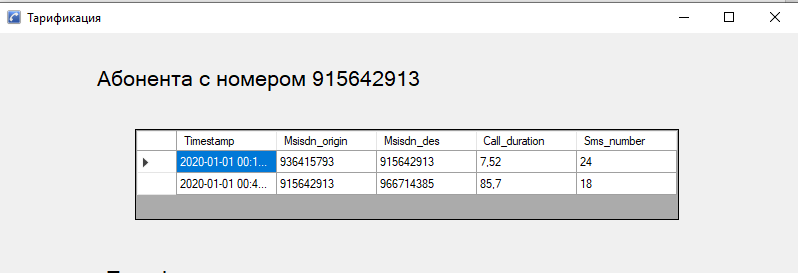 Тарификация
Абонента с номером 915642913
Timestamp Msisdn_origin Msisdn_des Call_duration Sms_number
2020-01-01 00:1... 936415793 915642913 7,52 24
2020-01-01 00:4... 915642913 966714385 85,7 18